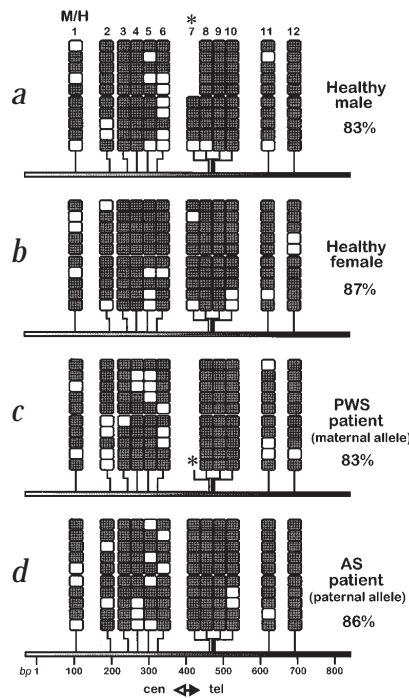 M/H
*
1 2 3 4 5 6 7 8 9 10 11 12
a
Healthy
male
83%
b
Healthy
female
87%
c
PWS
patient
(maternal allele)
83%
*
d
AS
patient
(paternal allele)
86%
bp 1 100 200 300 400 500 600 700 800
cen tel